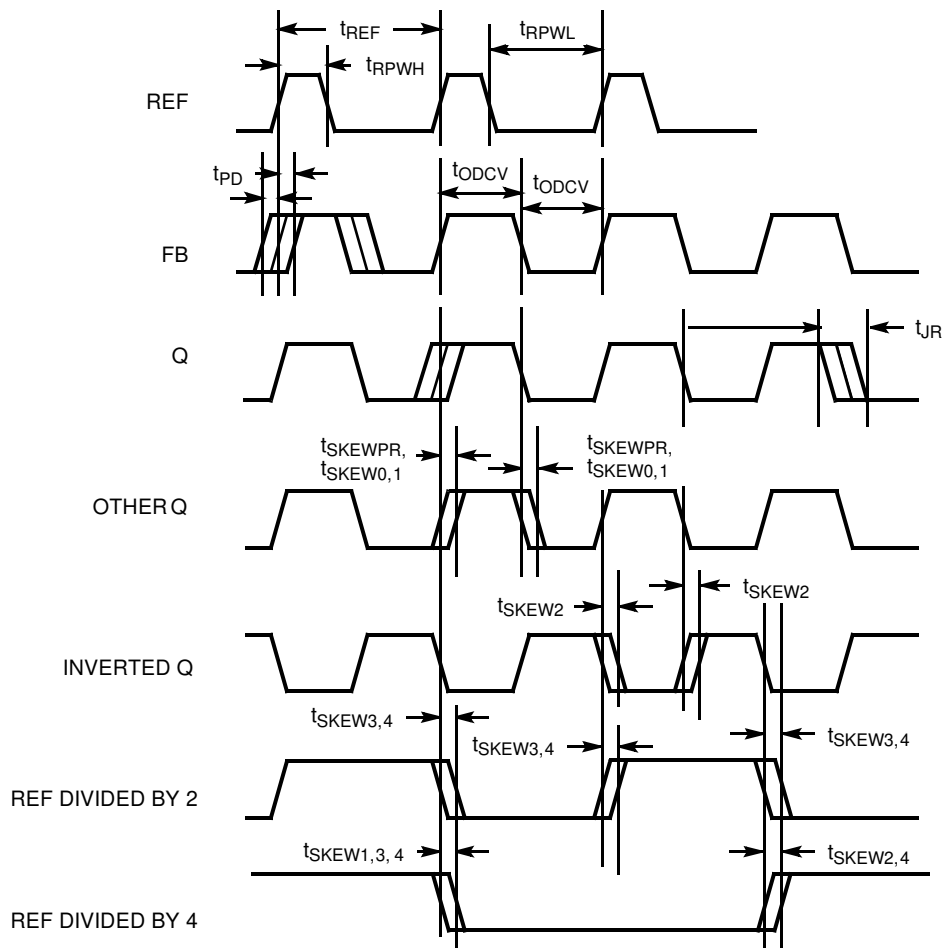 tREF
tRPWL
tRPWH
REF
tPD
tODCV
tODCV
FB
Q
tJR
tSKEWPR,
tSKEW0,1
tSKEWPR,
tSKEW0,1
OTHER Q
tSKEW2
tSKEW2
INVERTED Q
tSKEW3,4
tSKEW3,4
tSKEW3,4
REF DIVIDED BY 2
tSKEW1,3, 4
tSKEW2,4
REF DIVIDED BY 4